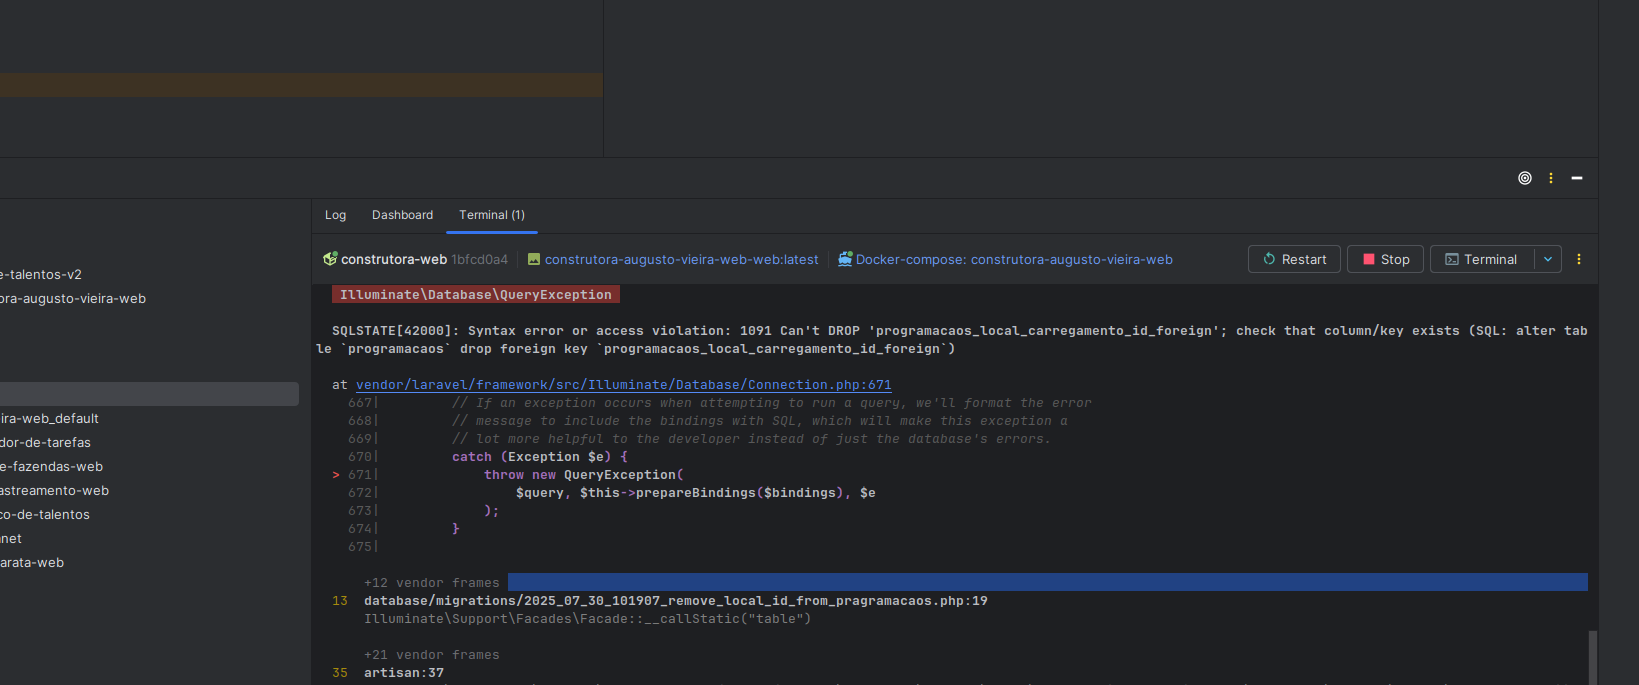 Log Dashboard Terminal (1)
construtora-web 1bfcd0a4 construtora-augusto-vieira-web-web:latest Docker-compose: construtora-augusto-vieira-web Restart Stop Terminal
e-talentos-v2
ora-augusto-vieira-web
ira-web_default
dor-de-tarefas
e-fazendas-web
astreamento-web
co-de-talentos
anet
arata-web
Illuminate\Database\QueryException
SQLSTATE[42000]: Syntax error or access violation: 1091 Can't DROP 'programacaos_local_carregamento_id_foreign'; check that column/key exists (SQL: alter tab
le `programacaos` drop foreign key `programacaos_local_carregamento_id_foreign`)
at vendor/laravel/framework/src/Illuminate/Database/Connection.php:671
667| // If an exception occurs when attempting to run a query, we'll format the error
668| // message to include the bindings with SQL, which will make this exception a
669| // lot more helpful to the developer instead of just the database's errors.
670| catch (Exception $e) {
> 671| throw new QueryException(
672| $query, $this->prepareBindings($bindings), $e
673| );
674| }
675|
+12 vendor frames
13 database/migrations/2025_07_30_101907_remove_local_id_from_pragramacaos.php:19
Illuminate\Support\Facades\Facade::__callStatic("table")
+21 vendor frames
35 artisan:37